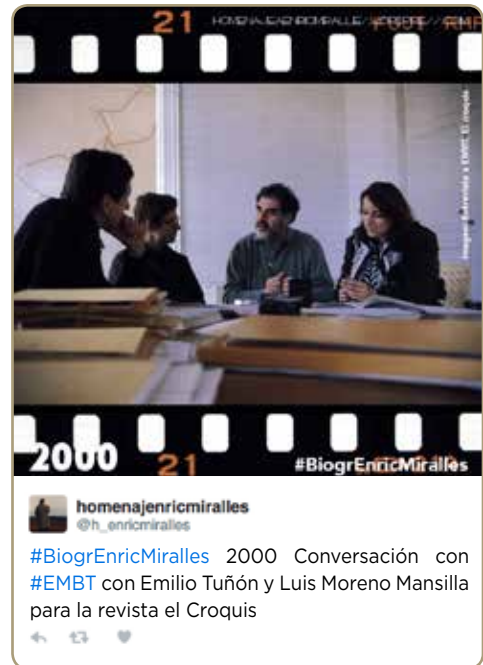 21
2000
21
#BiogrEnricMiralles
homenajenricmiralles
@h_enricmiralles
#BiogrEnricMiralles 2000 Conversación con
#EMBT con Emilio Tuñón y Luis Moreno Mansilla
para la revista el Croquis